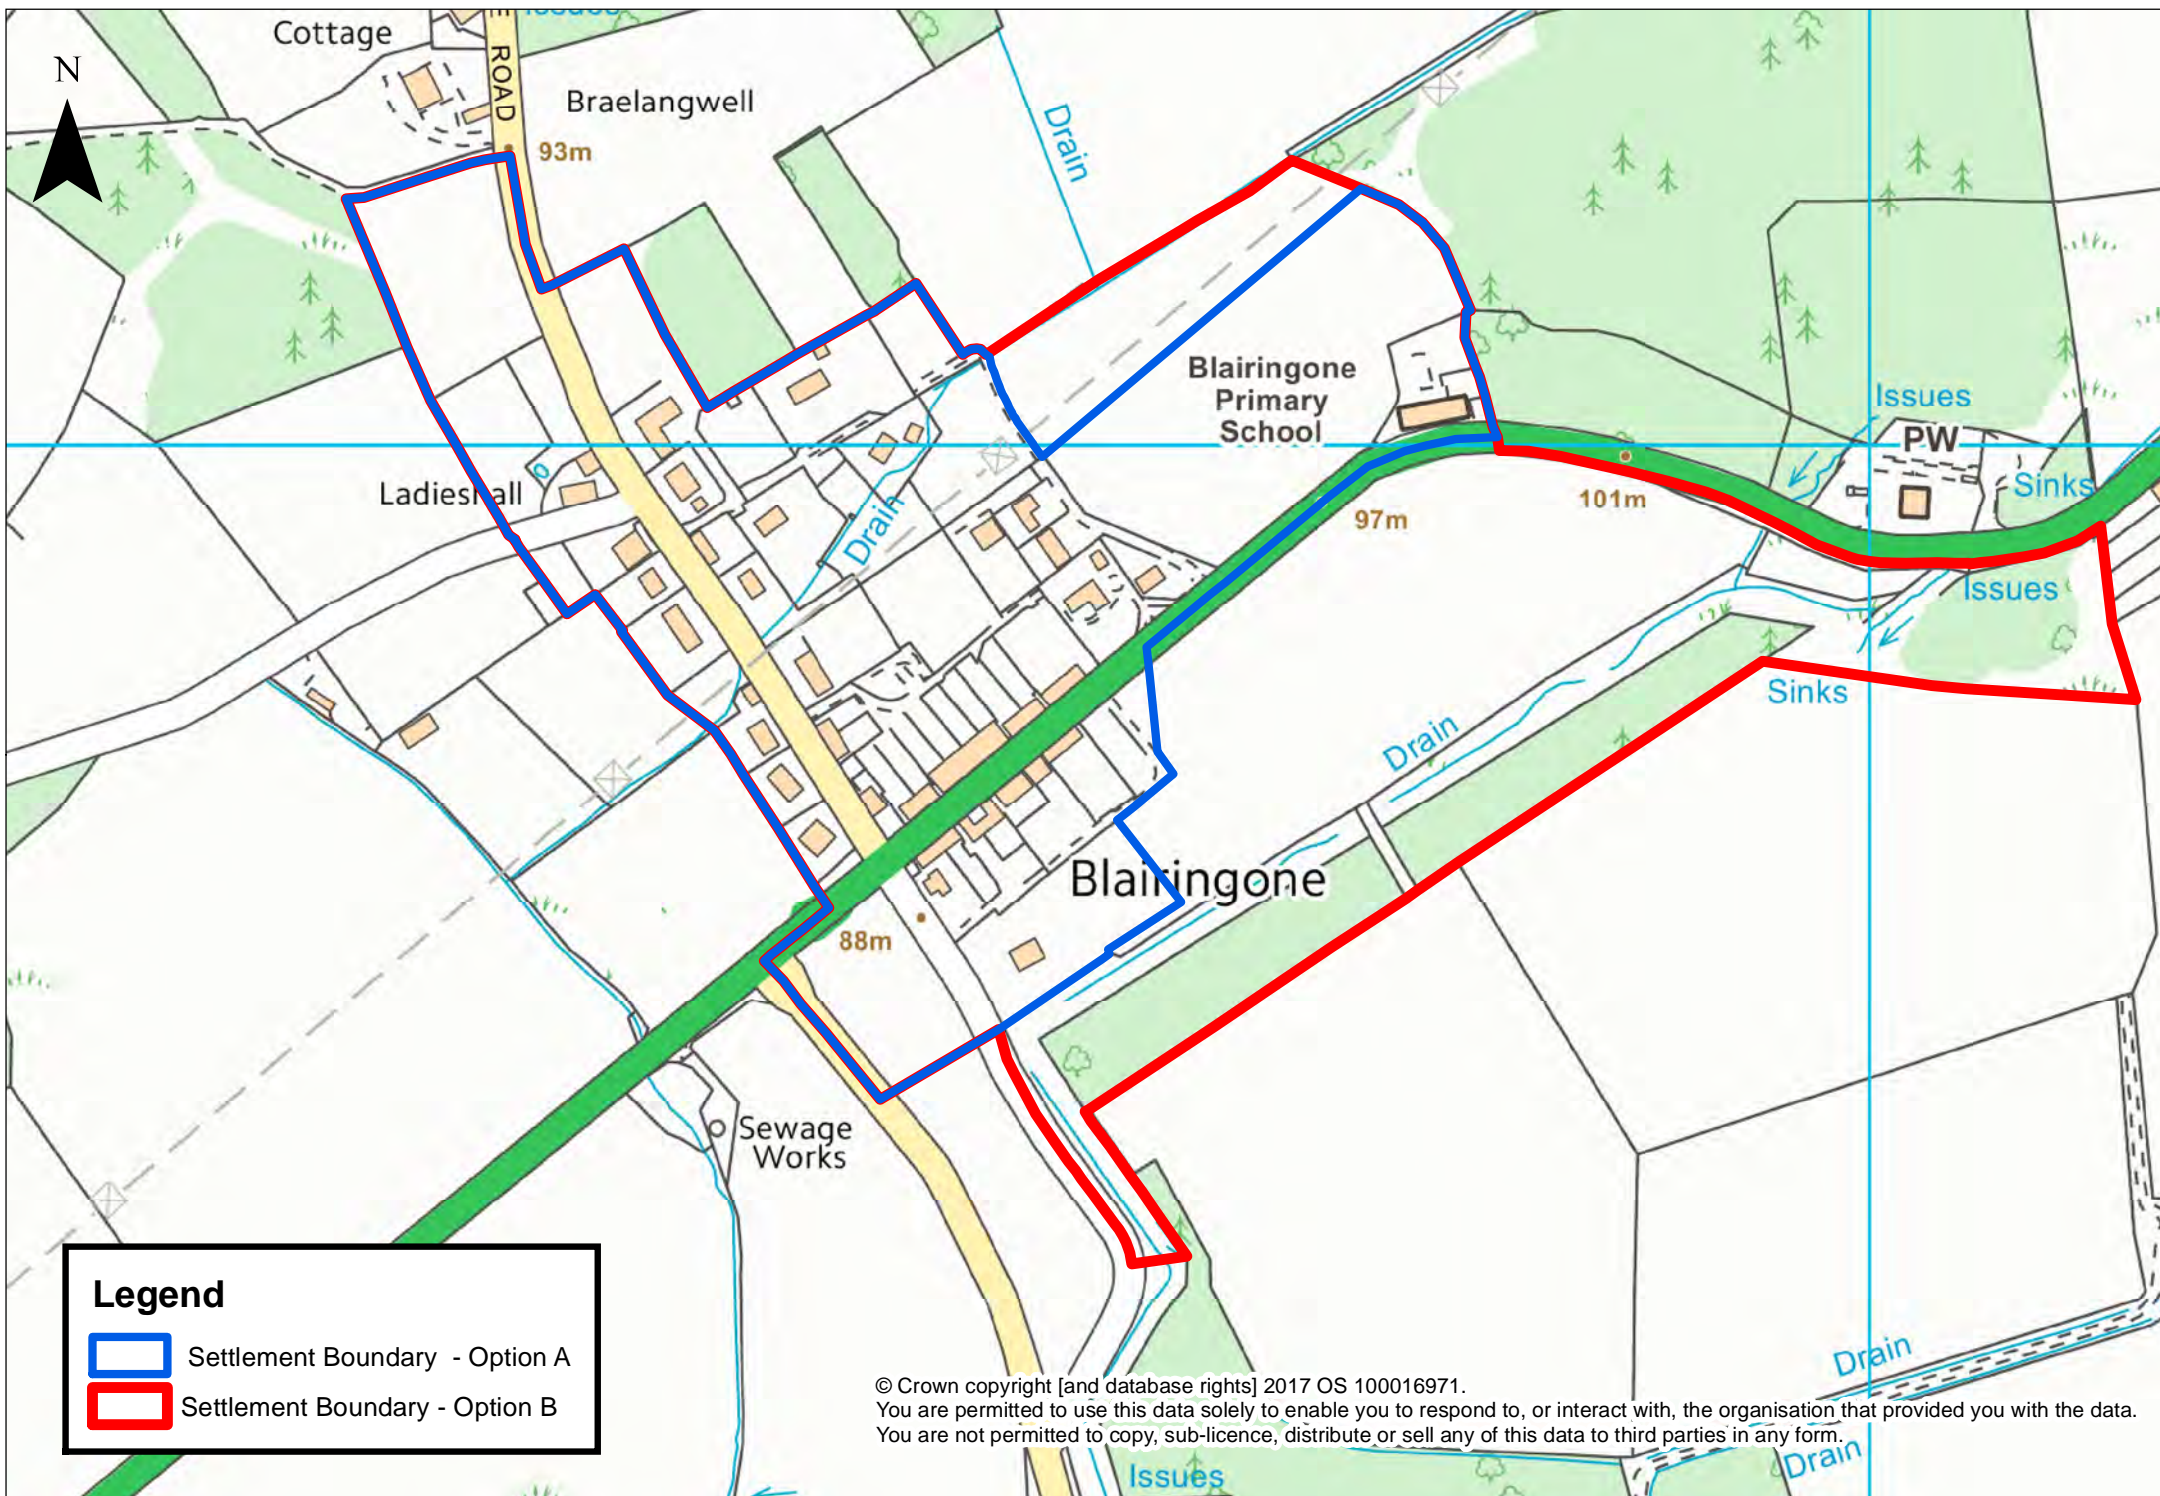 Issues
Cottage
E ROAD
N
Braelangwell
93m
Drain
Blairingone
Primary
School
Issues
PW
Sinks
Ladieshall
Drain
97m
101m
Issues
Sinks
Drain
Blairingone
88m
Sewage
Works
Legend
Settlement Boundary - Option A
Settlement Boundary - Option B
Drain
© Crown copyright [and database rights] 2017 OS 100016971.
You are permitted to use this data solely to enable you to respond to, or interact with, the organisation that provided you with the data.
You are not permitted to copy, sub-licence, distribute or sell any of this data to third parties in any form.
Drain
Issues